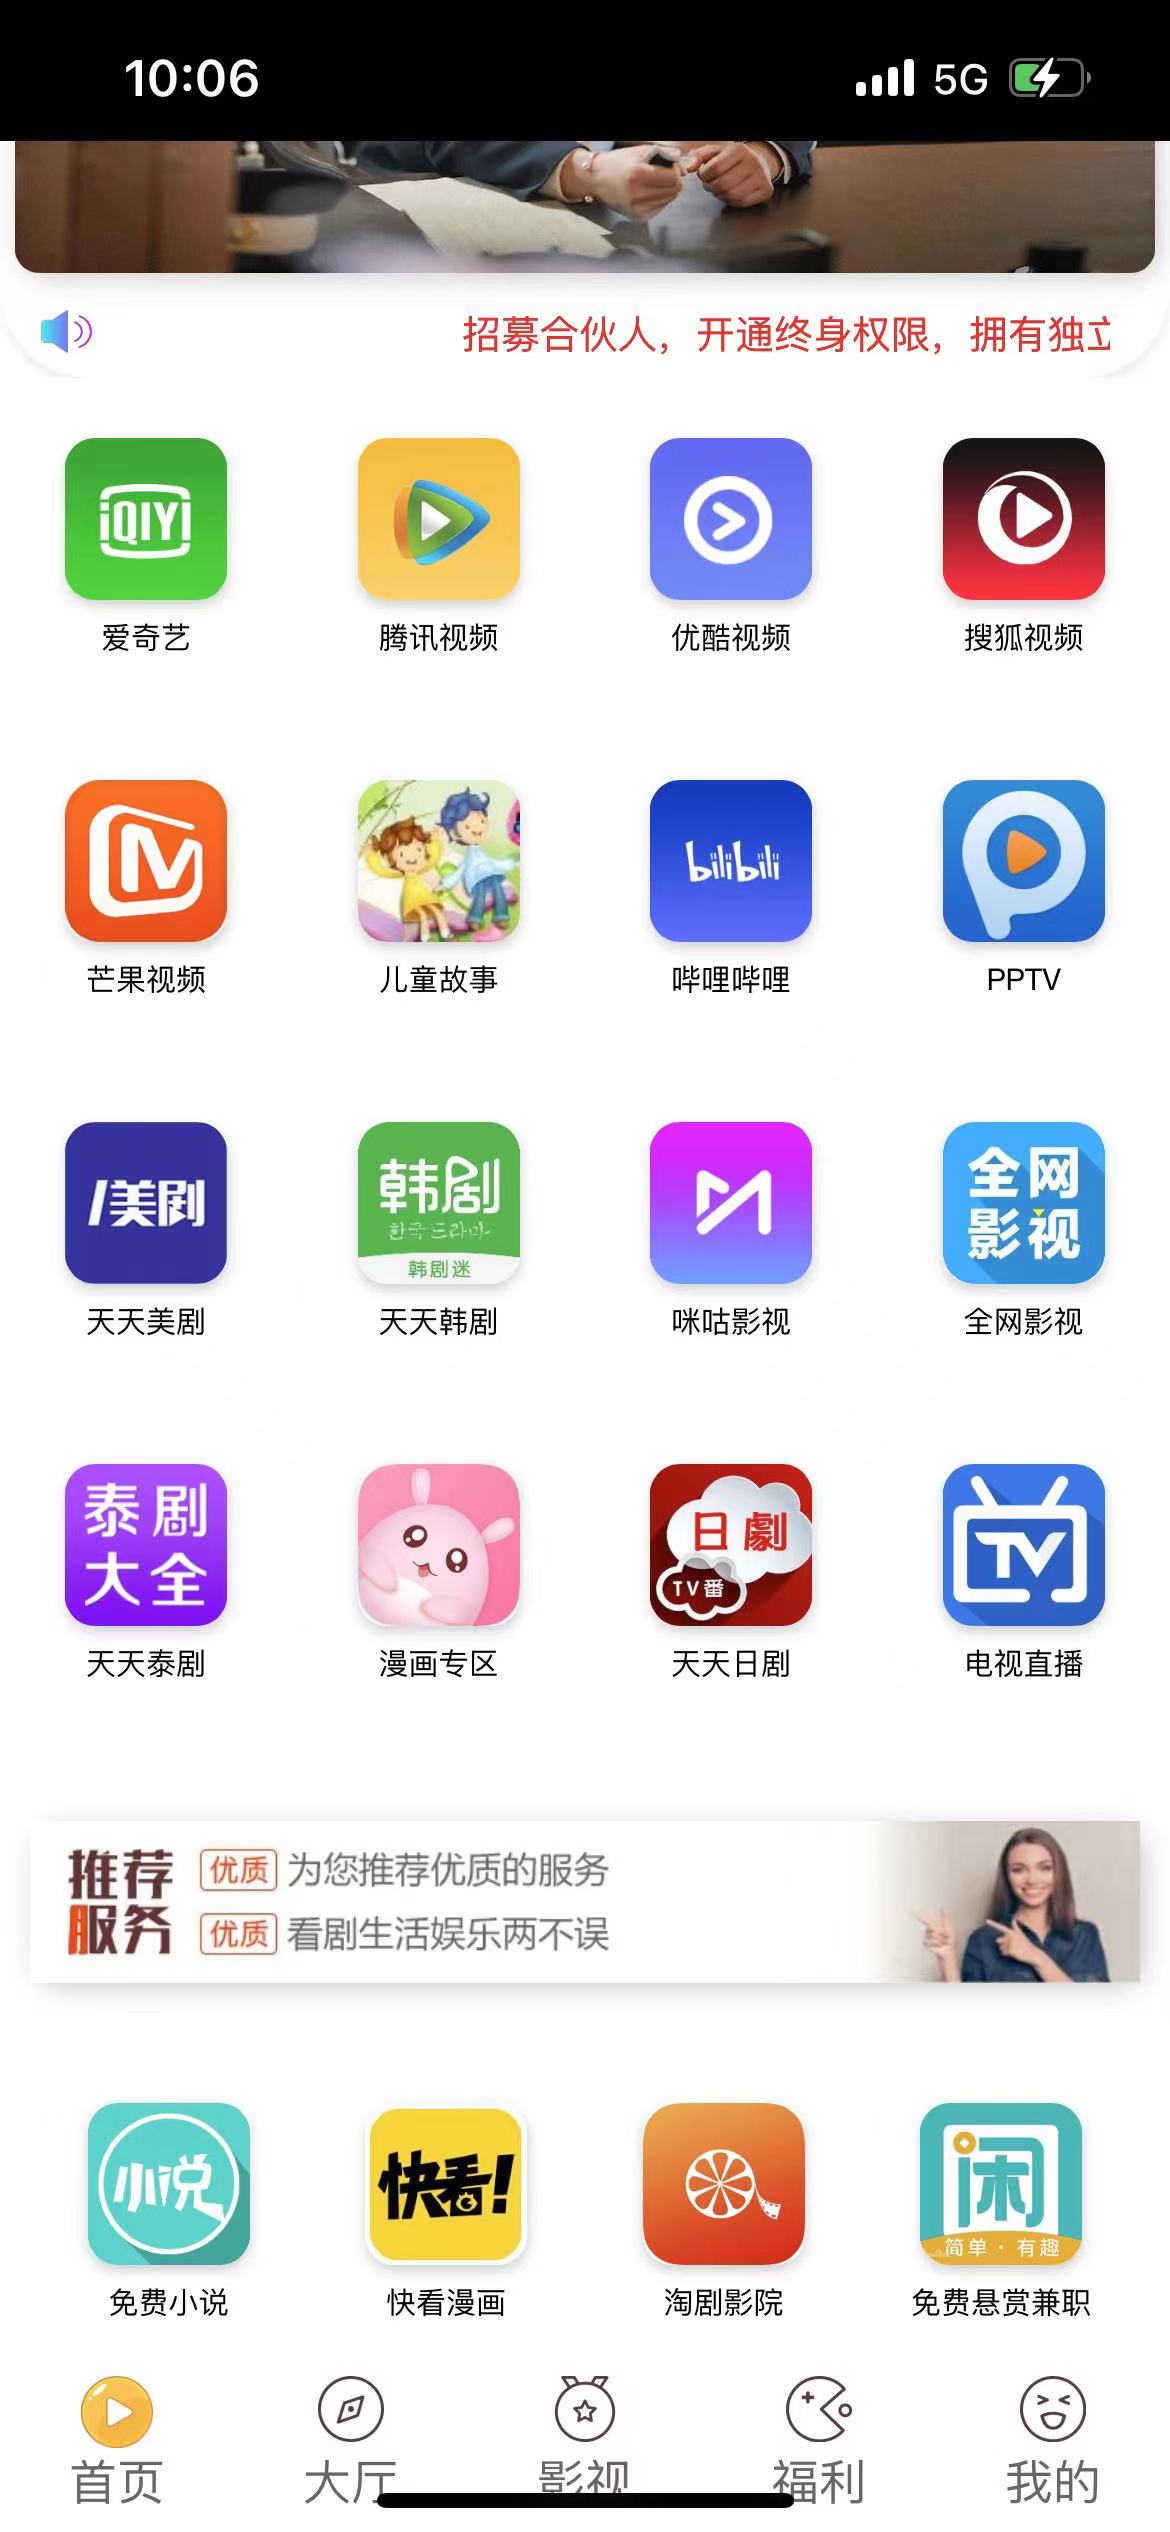 10:06
5G
招募合伙人，开通终身权限，拥有独立
iQIYI
爱奇艺
腾讯视频
优酷视频
搜狐视频
bilibili
芒果视频
儿童故事
哔哩哔哩
PPTV
美剧
韩剧
한국 드라마
韩剧迷
全网
影视
天天美剧
天天韩剧
咪咕影视
全网影视
泰剧
大全
日劇
TV番
TV
天天泰剧
漫画专区
天天日剧
电视直播
推荐
服务
优质 为您推荐优质的服务
优质 看剧生活娱乐两不误
小说
快看!
闲
简单·有趣
免费小说
快看漫画
淘剧影院
免费悬赏兼职
首页
大厅
影视
福利
我的